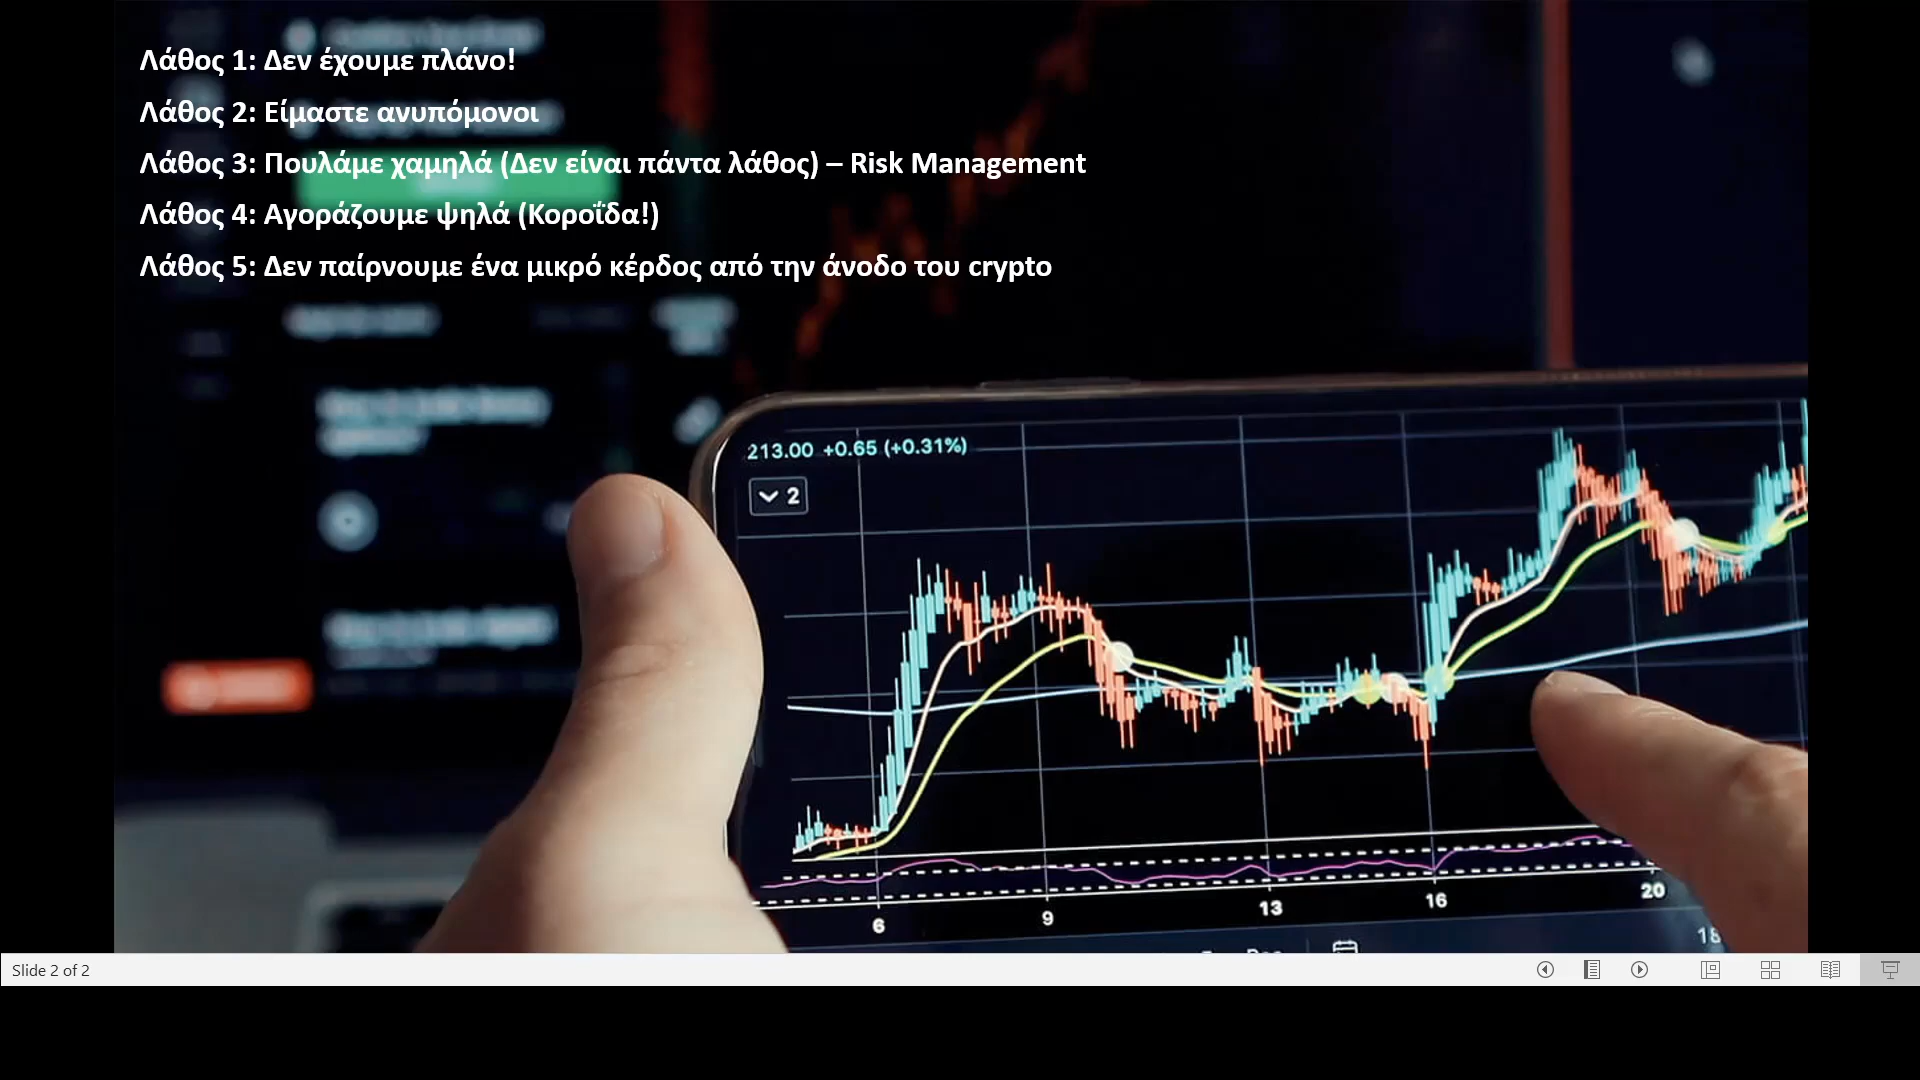 Λάθος 1: Δεν έχουμε πλάνο!
Λάθος 2: Είμαστε ανυπόμονοι
Λάθος 3: Πουλάμε χαμηλά (Δεν είναι πάντα λάθος) – Risk Management
Λάθος 4: Αγοράζουμε ψηλά (Κοροΐδα!)
Λάθος 5: Δεν παίρνουμε ένα μικρό κέρδος από την άνοδο του crypto
213.00 +0.65 (+0.31%)
2
6 9 13 16 20
18
Slide 2 of 2